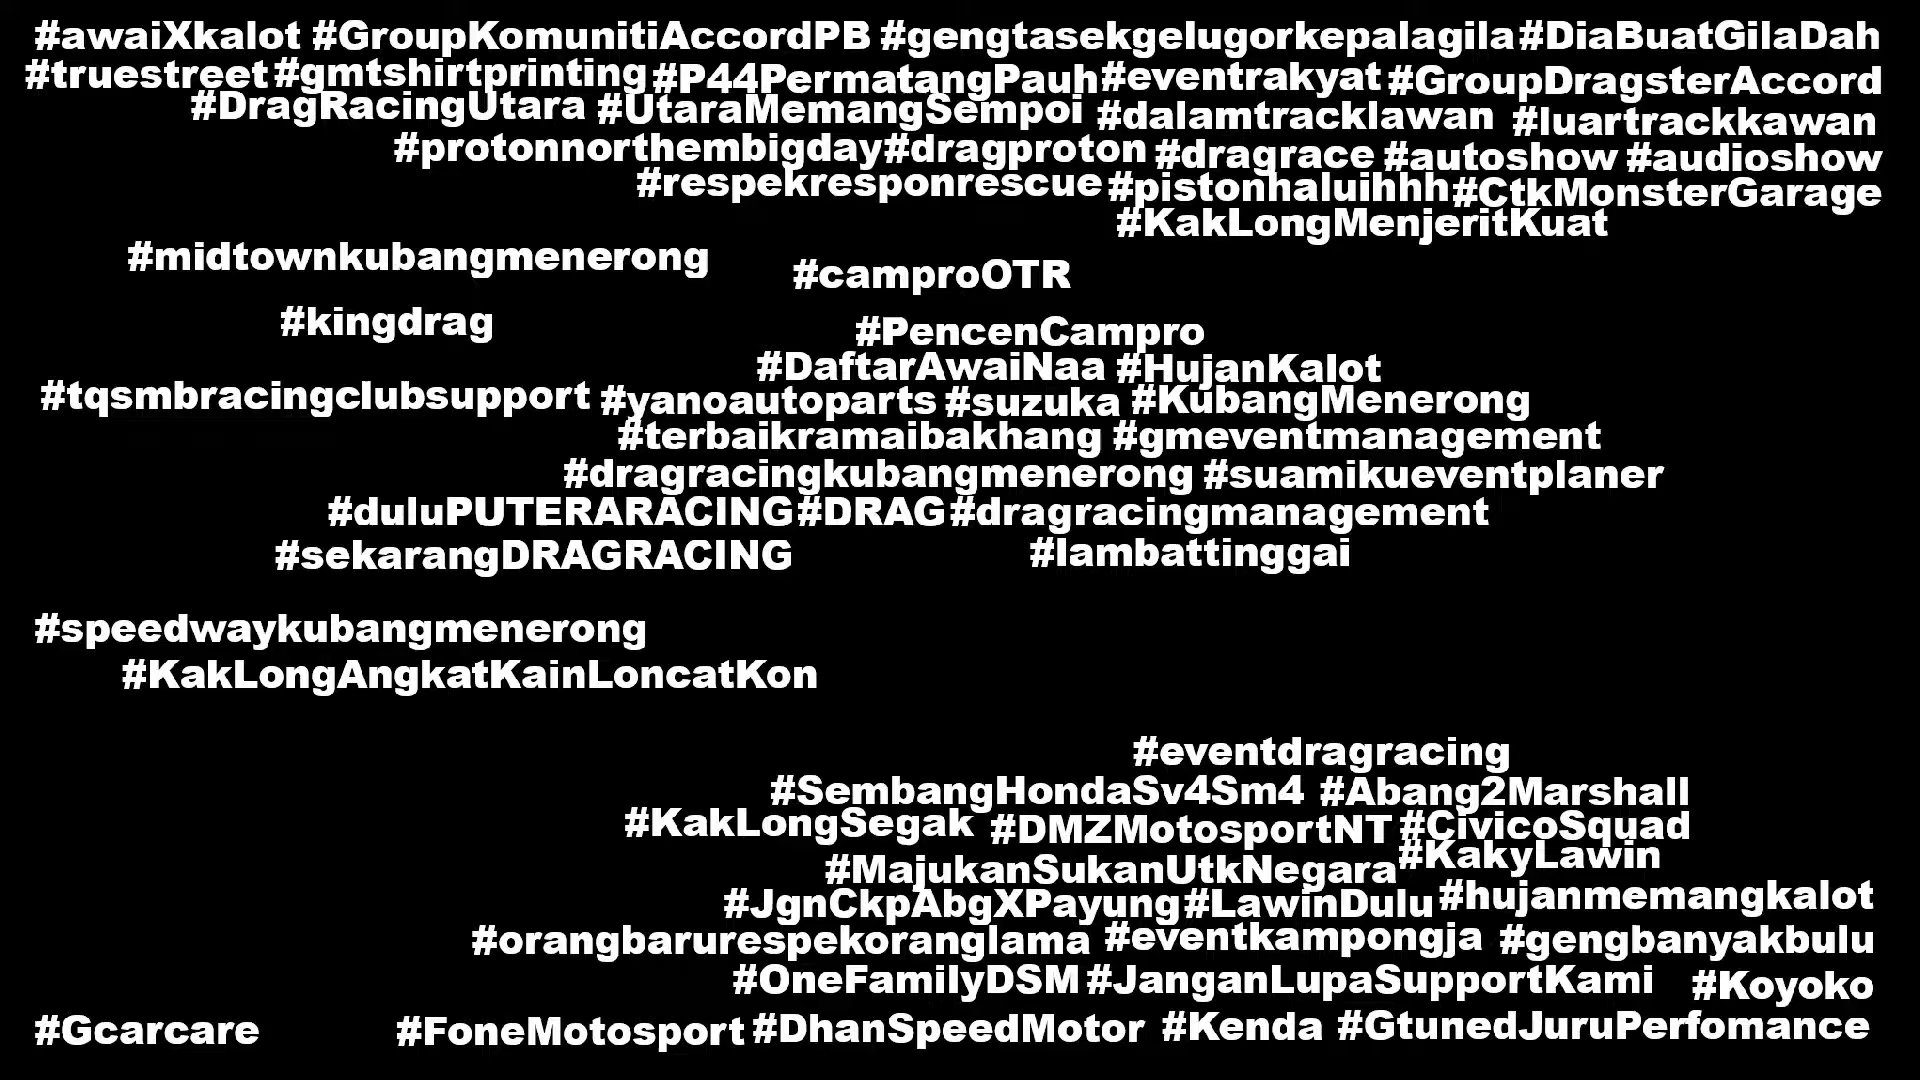 #awaiXkalot #GroupKomunitiAccordPB #gengtasekgelugorkepalagila #DiaBuatGilaDah
#truestreet #gmtshirtprinting #P44PermatangPauh #eventrakyat #GroupDragsterAccord
#DragRacingUtara #UtaraMemangSempoi #dalamtracklawan #luartrackkawan
#protonnorthembigday #dragproton #dragrace #autoshow #audioshow
#respekresponrescue #pistonhaluihhh #CtkMonsterGarage
#KakLongMenjeritKuat
#midtownkubangmenerong #camproOTR
#kingdrag #PencenCampro
#DaftarAwaiNaa #HujanKalot
#tqsmbracingclubsupport #yanoautoparts #suzuka #KubangMenerong
#terbaikramaibakhang #gmeventmanagement
#dragracingkubangmenerong #suamikueventplaner
#duluPUTERARACING #DRAG #dragracingmanagement
#sekarangDRAGRACING #lambattinggai
#speedwaykubangmenerong
#KakLongAngkatKainLoncatKon
#eventdragracing
#SembangHondaSv4Sm4 #Abang2Marshall
#KakLongSegak #DMZMotosportNT #CivicoSquad
#MajukanSukanUtkNegara #KakyLawin
#JgnCkpAbgXPayung #LawinDulu #hujanmemangkalot
#orangbarurespekoranglama #eventkampongja #gengbanyakbulu
#OneFamilyDSM #JanganLupaSupportKami #Koyoko
#Gcarcare #FoneMotosport #DhanSpeedMotor #Kenda #GtunedJuruPerfomance